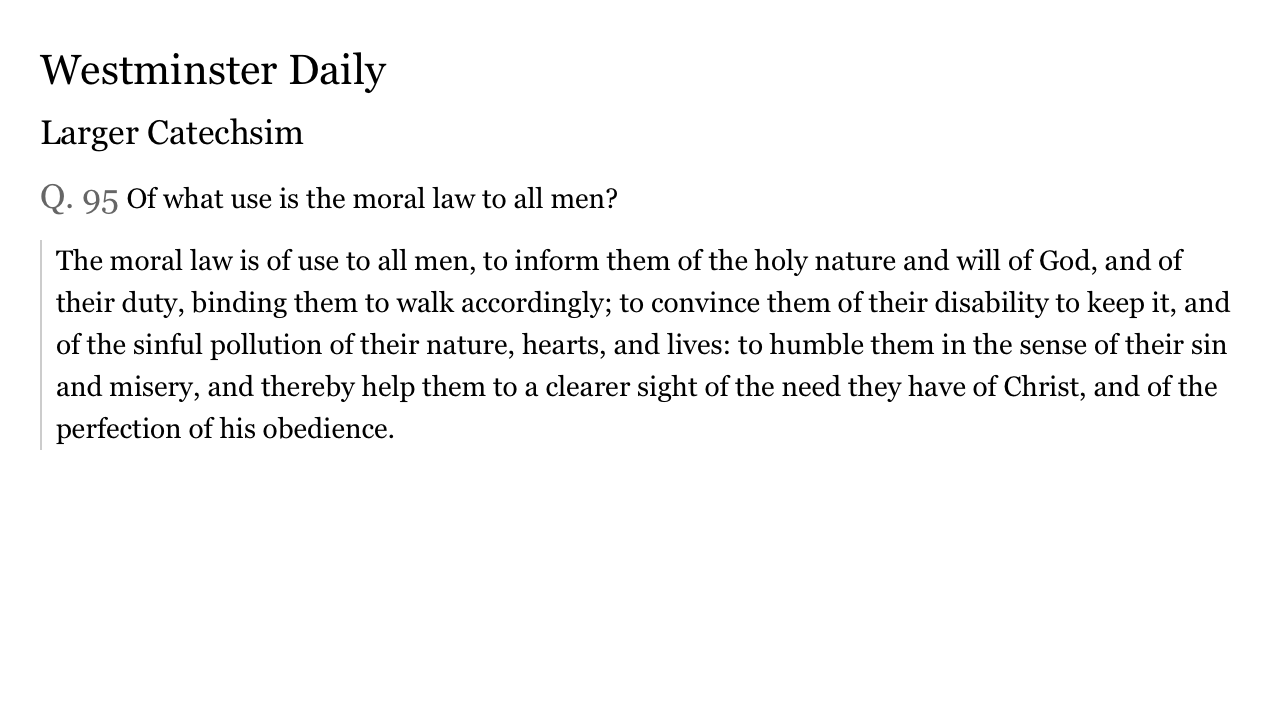 Westminster Daily
Larger Catechsim
Q. 95 Of what use is the moral law to all men?
The moral law is of use to all men, to inform them of the holy nature and will of God, and of
their duty, binding them to walk accordingly; to convince them of their disability to keep it, and
of the sinful pollution of their nature, hearts, and lives: to humble them in the sense of their sin
and misery, and thereby help them to a clearer sight of the need they have of Christ, and of the
perfection of his obedience.